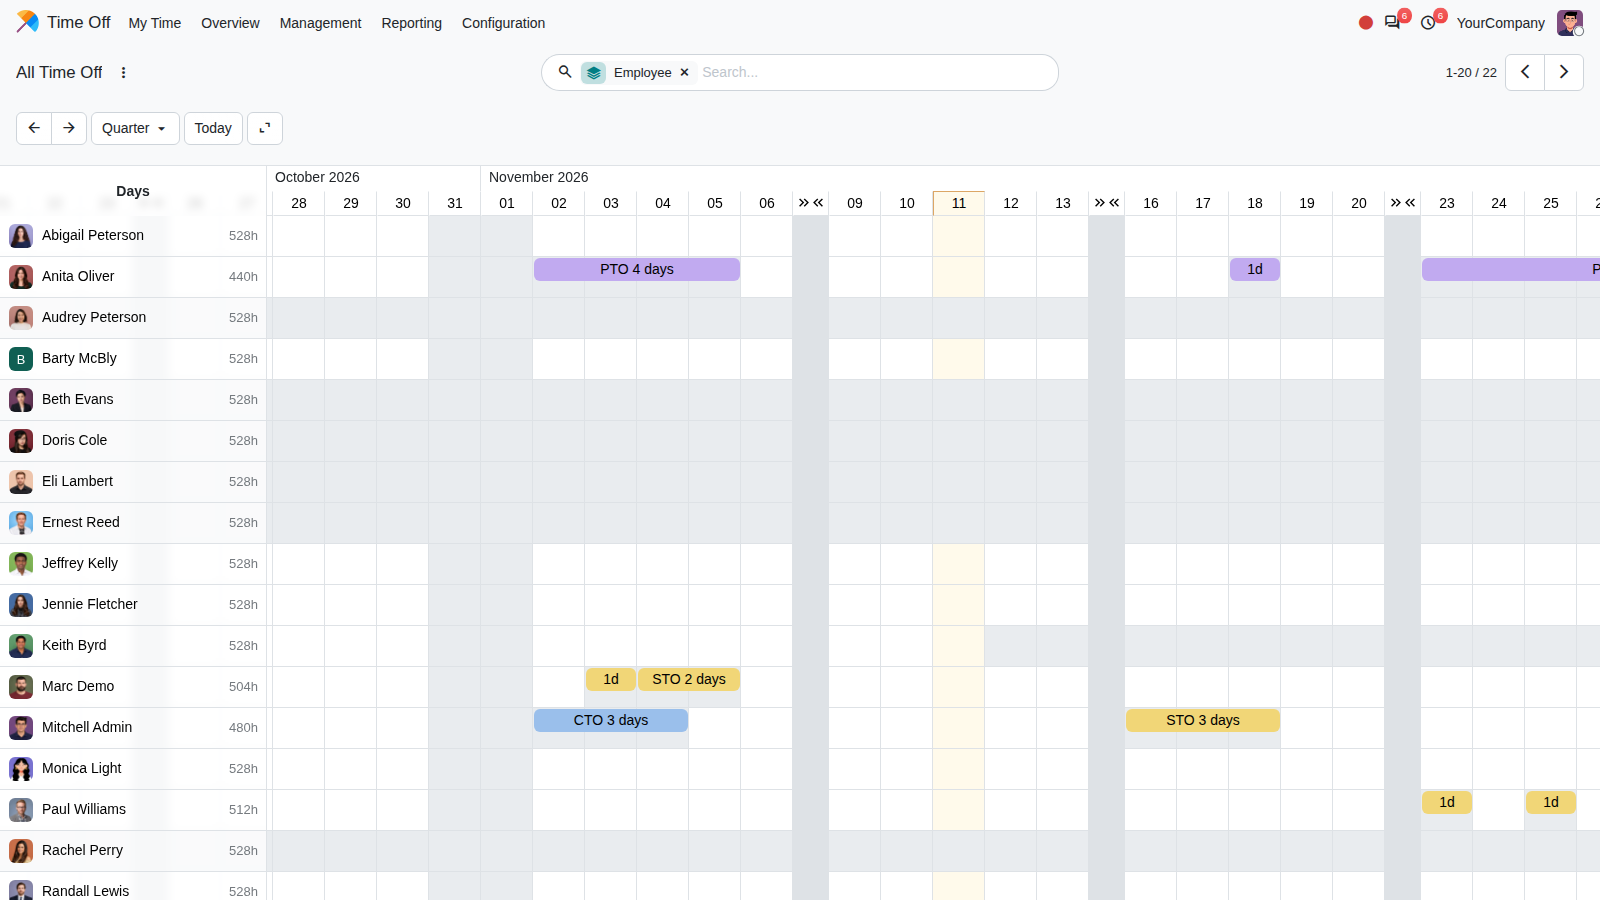 Time Off My Time Overview Management Reporting Configuration 6 6 YourCompany
All Time Off Employee Search... 1-20 / 22
Quarter Today
Days October 2026 November 2026
28 29 30 31 01 02 03 04 05 06 09 10 11 12 13 16 17 18 19 20 23 24 25
Abigail Peterson 528h
Anita Oliver 440h PTO 4 days 1d
Audrey Peterson 528h
B Barty McBly 528h
Beth Evans 528h
Doris Cole 528h
Eli Lambert 528h
Ernest Reed 528h
Jeffrey Kelly 528h
Jennie Fletcher 528h
Keith Byrd 528h
Marc Demo 504h 1d STO 2 days
Mitchell Admin 480h CTO 3 days STO 3 days
Monica Light 528h
Paul Williams 512h 1d 1d
Rachel Perry 528h
Randall Lewis 528h